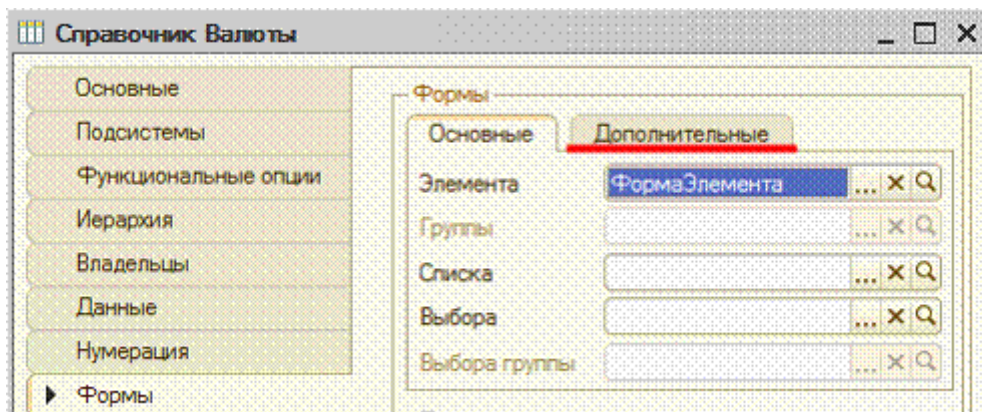 Справочник Валюты
Основные
Подсистемы
Функциональные опции
Иерархия
Владельцы
Данные
Нумерация
Формы
Формы
Основные Дополнительные
Элемента ФормаЭлемента ...
Группы ...
Списка ...
Выбора ...
Выбора группы ...